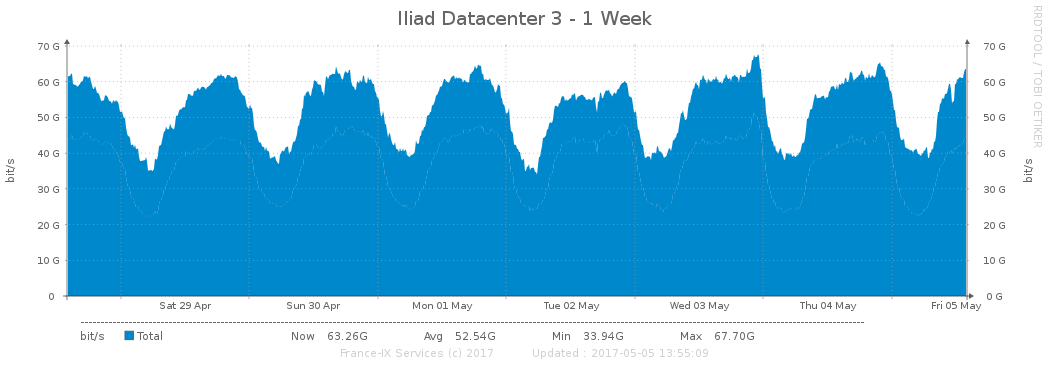 Iliad Datacenter 3 - 1 Week
RRDTOOL / TOBI OETIKER
70 G 70 G
60 G 60 G
50 G 50 G
40 G 40 G
30 G 30 G
20 G 20 G
10 G 10 G
0 0 G
bit/s
bit/s
Sat 29 Apr Sun 30 Apr Mon 01 May Tue 02 May Wed 03 May Thu 04 May Fri 05 May
bit/s Total Now 63.26G Avg 52.54G Min 33.94G Max 67.70G
France-IX Services (c) 2017 Updated : 2017-05-05 13:55:09